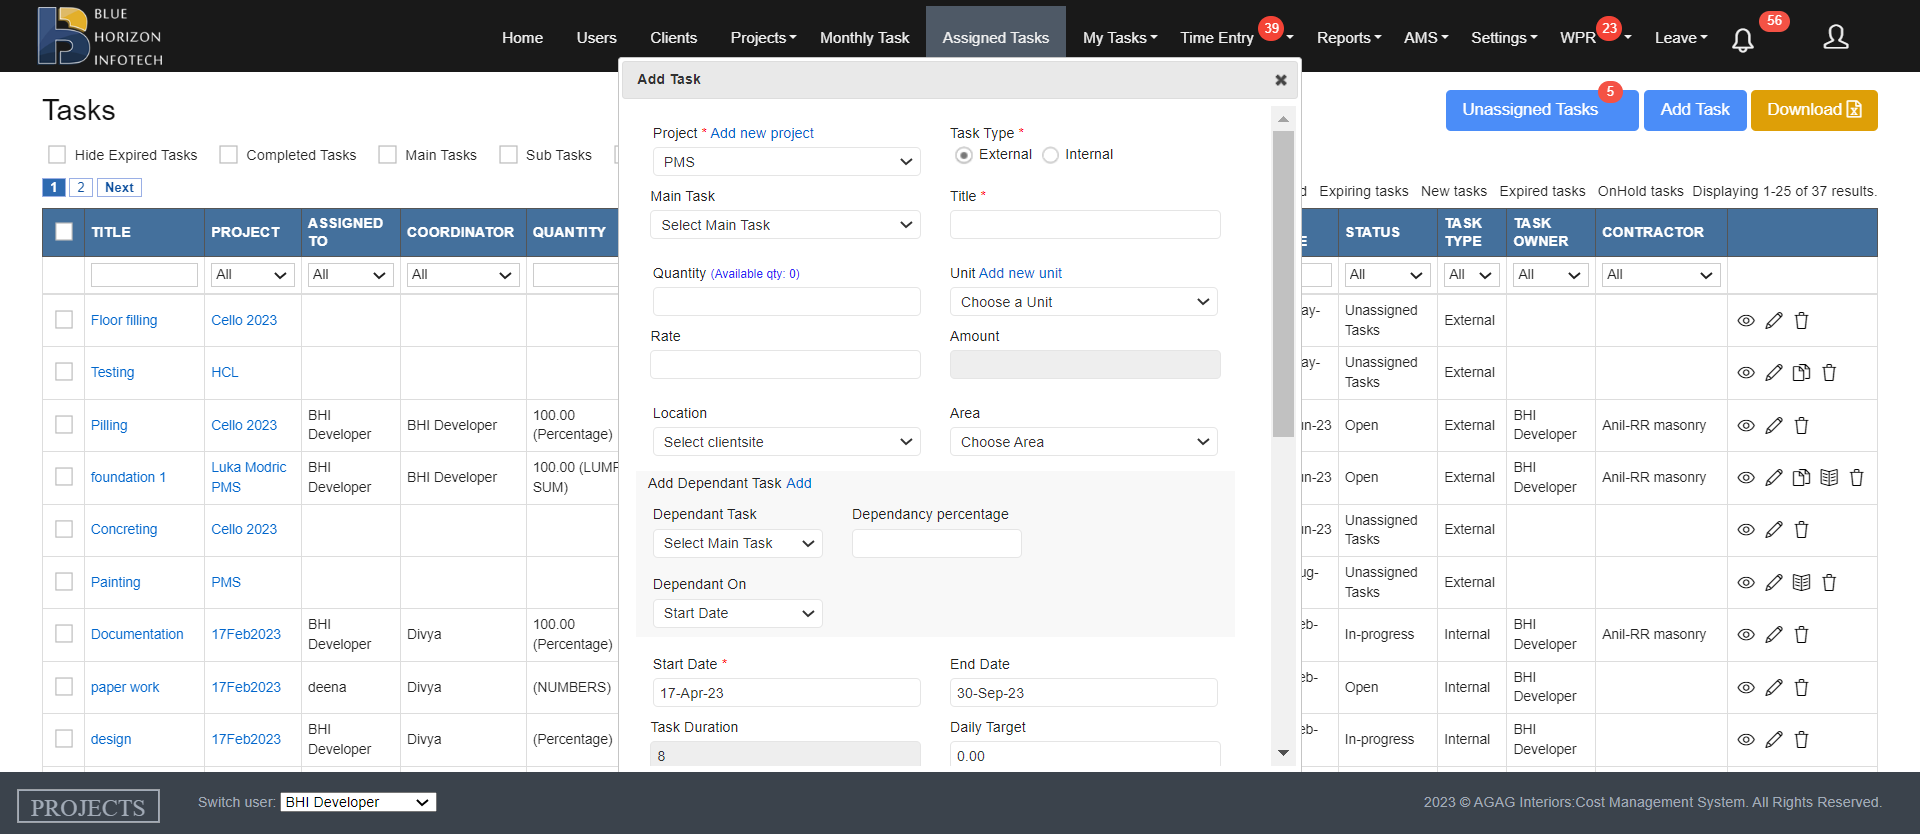 BLUE
HORIZON
INFOTECH
Home Users Clients Projects Monthly Task Assigned Tasks My Tasks Time Entry 39 Reports AMS Settings WPR 23 Leave 56
Tasks
Unassigned Tasks 5 Add Task Download
Hide Expired Tasks Completed Tasks Main Tasks Sub Tasks
1 2 Next
d Expiring tasks New tasks Expired tasks OnHold tasks Displaying 1-25 of 37 results.
TITLE PROJECT ASSIGNED TO COORDINATOR QUANTITY E STATUS TASK TYPE TASK OWNER CONTRACTOR
All All All All All All All
Floor filling Cello 2023 ay- Unassigned Tasks External
Testing HCL ay- Unassigned Tasks External
Pilling Cello 2023 BHI Developer BHI Developer 100.00 (Percentage) un-23 Open External BHI Developer Anil-RR masonry
foundation 1 Luka Modric PMS BHI Developer BHI Developer 100.00 (LUMP SUM) un-23 Open External BHI Developer Anil-RR masonry
Concreting Cello 2023 un-23 Unassigned Tasks External
Painting PMS ug- Unassigned Tasks External
Documentation 17Feb2023 BHI Developer Divya 100.00 (Percentage) eb- In-progress Internal BHI Developer Anil-RR masonry
paper work 17Feb2023 deena Divya (NUMBERS) eb- Open Internal BHI Developer
design 17Feb2023 BHI Developer Divya (Percentage) eb- In-progress Internal BHI Developer
Add Task
Project * Add new project
PMS
Task Type *
External Internal
Main Task
Select Main Task
Title *
Quantity (Available qty: 0)
Unit Add new unit
Choose a Unit
Rate
Amount
Location
Select clientsite
Area
Choose Area
Add Dependant Task Add
Dependant Task
Select Main Task
Dependancy percentage
Dependant On
Start Date
Start Date *
17-Apr-23
End Date
30-Sep-23
Task Duration
8
Daily Target
0.00
PROJECTS
Switch user: BHI Developer
2023 © AGAG Interiors:Cost Management System. All Rights Reserved.